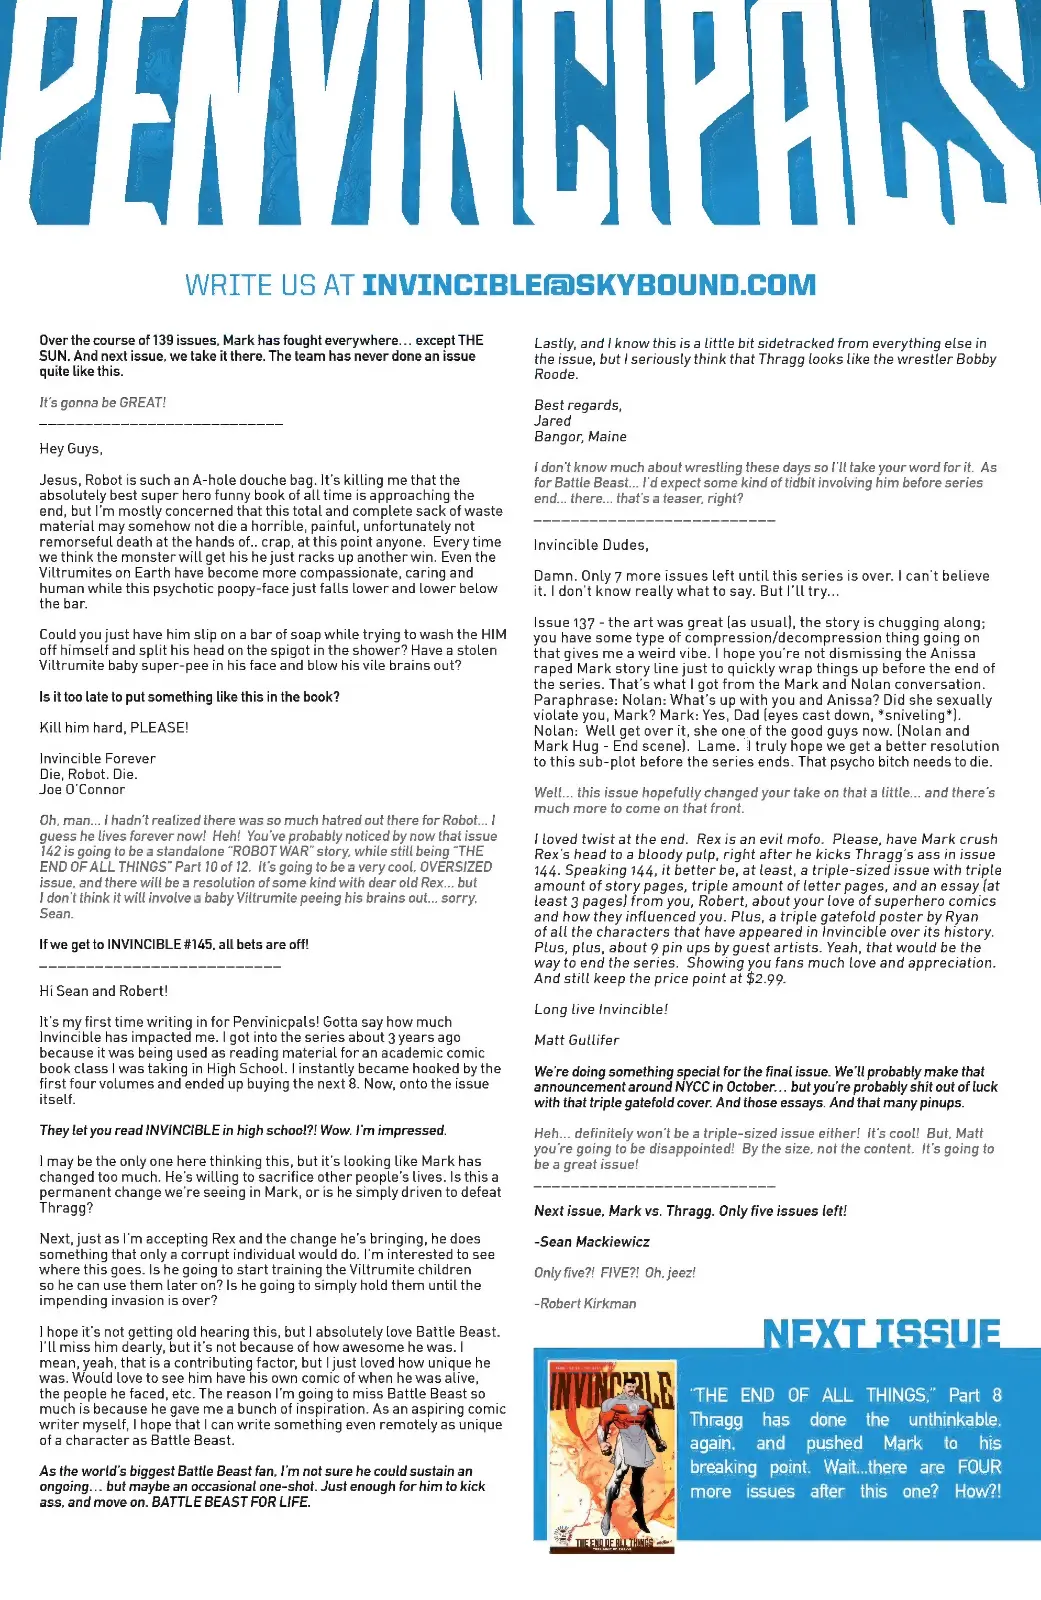 PENVINCIPALS
WRITE US AT INVINCIBLE@SKYBOUND.COM
Over the course of 139 issues, Mark has fought everywhere... except THE
SUN. And next issue, we take it there. The team has never done an issue
quite like this.
It's gonna be GREAT!
___________________________
Hey Guys,
Jesus, Robot is such an A-hole douche bag. It's killing me that the
absolutely best super hero funny book of all time is approaching the
end, but I'm mostly concerned that this total and complete sack of waste
material may somehow not die a horrible, painful, unfortunately not
remorseful death at the hands of.. crap, at this point anyone. Every time
we think the monster will get his he just racks up another win. Even the
Viltrumites on Earth have become more compassionate, caring and
human while this psychotic poopy-face just falls lower and lower below
the bar.
Could you just have him slip on a bar of soap while trying to wash the HIM
off himself and split his head on the spigot in the shower? Have a stolen
Viltrumite baby super-pee in his face and blow his vile brains out?
Is it too late to put something like this in the book?
Kill him hard, PLEASE!
Invincible Forever
Die, Robot. Die.
Joe O'Connor
Oh, man... I hadn't realized there was so much hatred out there for Robot... I
guess he lives forever now! Heh! You've probably noticed by now that issue
142 is going to be a standalone "ROBOT WAR" story, while still being "THE
END OF ALL THINGS" Part 10 of 12. It's going to be a very cool, OVERSIZED
issue, and there will be a resolution of some kind with dear old Rex... but
I don't think it will involve a baby Viltrumite peeing his brains out... sorry,
Sean.
If we get to INVINCIBLE #145, all bets are off!
___________________________
Hi Sean and Robert!
It's my first time writing in for Penvinicpals! Gotta say how much
Invincible has impacted me. I got into the series about 3 years ago
because it was being used as reading material for an academic comic
book class I was taking in High School. I instantly became hooked by the
first four volumes and ended up buying the next 8. Now, onto the issue
itself.
They let you read INVINCIBLE in high school?! Wow. I'm impressed.
I may be the only one here thinking this, but it's looking like Mark has
changed too much. He's willing to sacrifice other people's lives. Is this a
permanent change we're seeing in Mark, or is he simply driven to defeat
Thragg?
Next, just as I'm accepting Rex and the change he's bringing, he does
something that only a corrupt individual would do. I'm interested to see
where this goes. Is he going to start training the Viltrumite children
so he can use them later on? Is he going to simply hold them until the
impending invasion is over?
I hope it's not getting old hearing this, but I absolutely love Battle Beast.
I'll miss him dearly, but it's not because of how awesome he was. I
mean, yeah, that is a contributing factor, but I just loved how unique he
was. Would love to see him have his own comic of when he was alive,
the people he faced, etc. The reason I'm going to miss Battle Beast so
much is because he gave me a bunch of inspiration. As an aspiring comic
writer myself, I hope that I can write something even remotely as unique
of a character as Battle Beast.
As the world's biggest Battle Beast fan, I'm not sure he could sustain an
ongoing... but maybe an occasional one-shot. Just enough for him to kick
ass, and move on. BATTLE BEAST FOR LIFE.
Lastly, and I know this is a little bit sidetracked from everything else in
the issue, but I seriously think that Thragg looks like the wrestler Bobby
Roode.
Best regards,
Jared
Bangor, Maine
I don't know much about wrestling these days so I'll take your word for it. As
for Battle Beast... I'd expect some kind of tidbit involving him before series
end... there... that's a teaser, right?
___________________________
Invincible Dudes,
Damn. Only 7 more issues left until this series is over. I can't believe
it. I don't know really what to say. But I'll try...
Issue 137 - the art was great (as usual), the story is chugging along;
you have some type of compression/decompression thing going on
that gives me a weird vibe. I hope you're not dismissing the Anissa
raped Mark story line just to quickly wrap things up before the end of
the series. That's what I got from the Mark and Nolan conversation.
Paraphrase: Nolan: What's up with you and Anissa? Did she sexually
violate you, Mark? Mark: Yes, Dad (eyes cast down, *sniveling*).
Nolan: Well get over it, she one of the good guys now. (Nolan and
Mark Hug - End scene). Lame. I truly hope we get a better resolution
to this sub-plot before the series ends. That psycho bitch needs to die.
Well... this issue hopefully changed your take on that a little... and there's
much more to come on that front.
I loved twist at the end. Rex is an evil mofo. Please, have Mark crush
Rex's head to a bloody pulp, right after he kicks Thragg's ass in issue
144. Speaking 144, it better be, at least, a triple-sized issue with triple
amount of story pages, triple amount of letter pages, and an essay (at
least 3 pages) from you, Robert, about your love of superhero comics
and how they influenced you. Plus, a triple gatefold poster by Ryan
of all the characters that have appeared in Invincible over its history.
Plus, plus, about 9 pin ups by guest artists. Yeah, that would be the
way to end the series. Showing you fans much love and appreciation.
And still keep the price point at $2.99.
Long live Invincible!
Matt Gullifer
We're doing something special for the final issue. We'll probably make that
announcement around NYCC in October... but you're probably shit out of luck
with that triple gatefold cover. And those essays. And that many pinups.
Heh... definitely won't be a triple-sized issue either! It's cool! But, Matt
you're going to be disappointed! By the size, not the content. It's going to
be a great issue!
___________________________
Next issue, Mark vs. Thragg. Only five issues left!
-Sean Mackiewicz
Only five?! FIVE?! Oh, jeez!
-Robert Kirkman
NEXT ISSUE
INVINCIBLE
THE END OF ALL THINGS
"THE END OF ALL THINGS," Part 8
Thragg has done the unthinkable,
again, and pushed Mark to his
breaking point. Wait...there are FOUR
more issues after this one? How?!